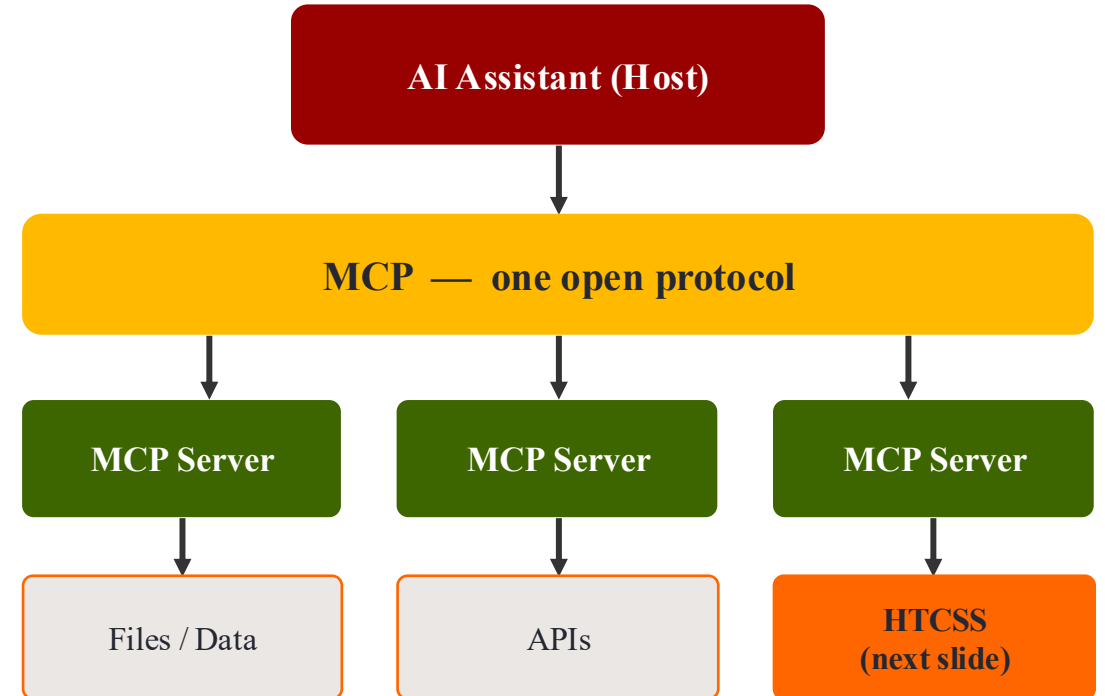 AI Assistant (Host)
MCP — one open protocol
MCP Server
MCP Server
MCP Server
Files / Data
APIs
HTCSS
(next slide)